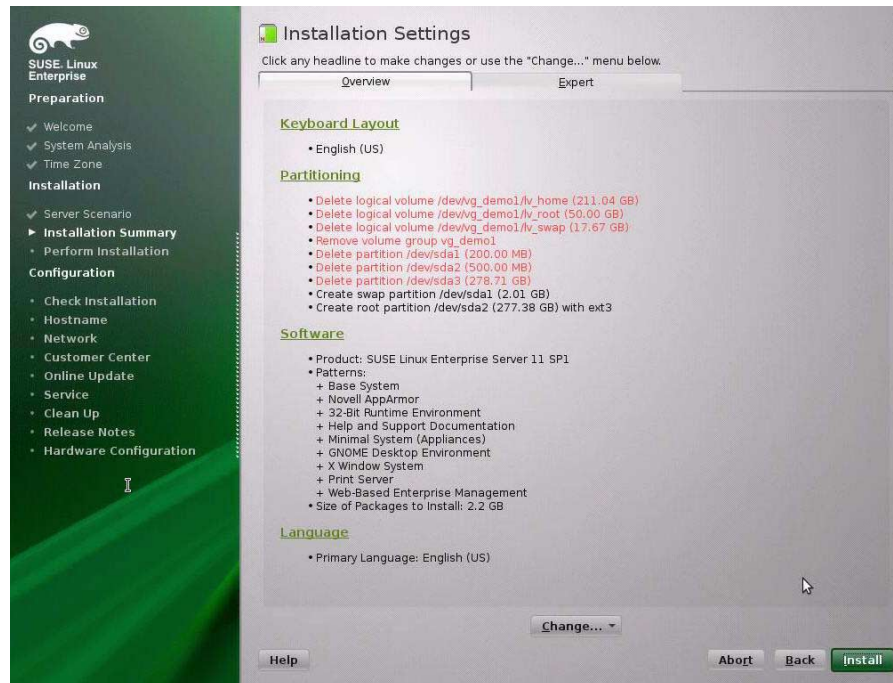 SUSE. Linux
Enterprise
Preparation
Welcome
System Analysis
Time Zone
Installation
Server Scenario
Installation Summary
Perform Installation
Configuration
Check Installation
Hostname
Network
Customer Center
Online Update
Service
Clean Up
Release Notes
Hardware Configuration
Installation Settings
Click any headline to make changes or use the "Change..." menu below.
Overview
Expert
Keyboard Layout
• English (US)
Partitioning
• Delete logical volume /dev/vg_demo1/lv_home (211.04 GB)
• Delete logical volume /dev/vg_demo1/lv_root (50.00 GB)
• Delete logical volume /dev/vg_demo1/lv_swap (17.67 GB)
• Remove volume group vg_demo1
• Delete partition /dev/sda1 (200.00 MB)
• Delete partition /dev/sda2 (500.00 MB)
• Delete partition /dev/sda3 (278.71 GB)
• Create swap partition /dev/sda1 (2.01 GB)
• Create root partition /dev/sda2 (277.38 GB) with ext3
Software
• Product: SUSE Linux Enterprise Server 11 SP1
• Patterns:
+ Base System
+ Novell AppArmor
+ 32-Bit Runtime Environment
+ Help and Support Documentation
+ Minimal System (Appliances)
+ GNOME Desktop Environment
+ X Window System
+ Print Server
+ Web-Based Enterprise Management
• Size of Packages to Install: 2.2 GB
Language
• Primary Language: English (US)
Change...
Help
Abort
Back
Install